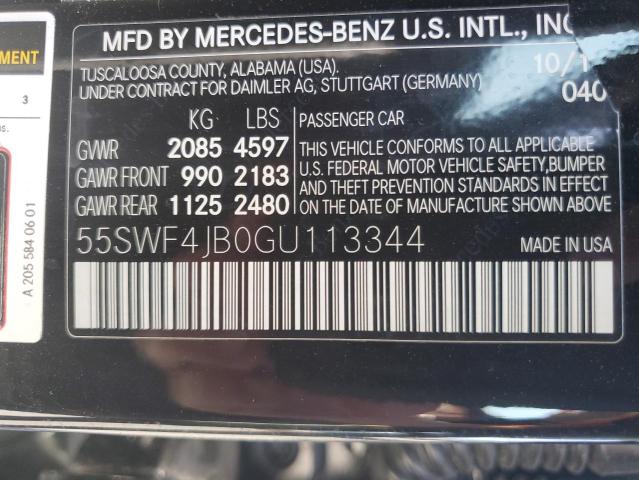 MFD BY MERCEDES-BENZ U.S. INTL., INC
TUSCALOOSA COUNTY, ALABAMA (USA).
UNDER CONTRACT FOR DAIMLER AG, STUTTGART (GERMANY)
10/1
040
KG LBS
GVWR 2085 4597
GAWR FRONT 990 2183
GAWR REAR 1125 2480
PASSENGER CAR
THIS VEHICLE CONFORMS TO ALL APPLICABLE
U.S. FEDERAL MOTOR VEHICLE SAFETY,BUMPER
AND THEFT PREVENTION STANDARDS IN EFFECT
ON DATE OF MANUFACTURE SHOWN ABOVE.
55SWF4JB0GU113344
MADE IN USA
MENT
3
A 205 584 06 01